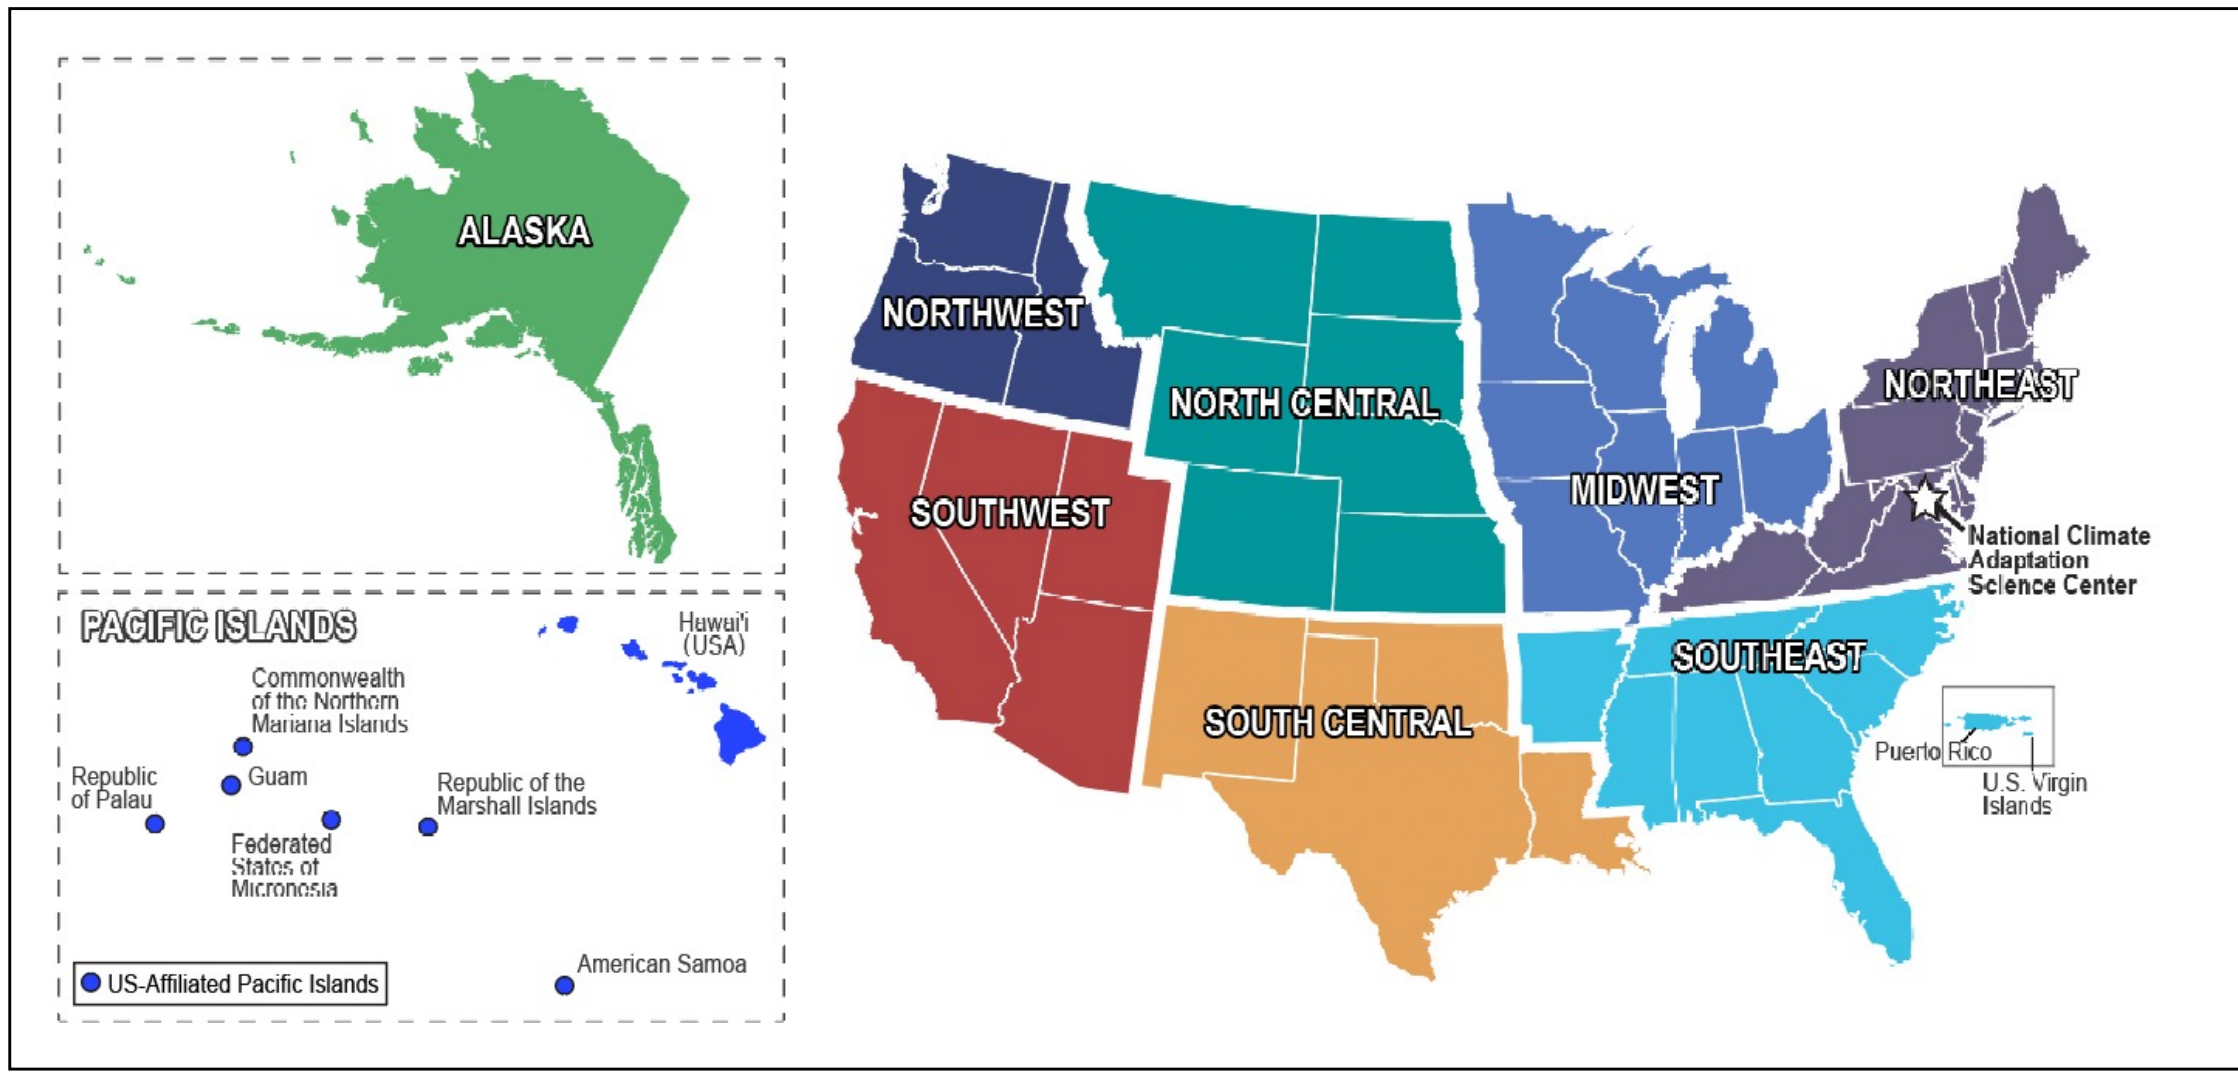 ALASKA
PACIFIC ISLANDS
Hawai'i
(USA)
Commonwealth
of the Northern
Mariana Islands
Guam
Republic
of Palau
Republic of the
Marshall Islands
Federated
States of
Micronesia
American Samoa
US-Affiliated Pacific Islands
NORTHWEST
NORTH CENTRAL
NORTHEAST
SOUTHWEST
MIDWEST
National Climate
Adaptation
Science Center
SOUTHEAST
SOUTH CENTRAL
Puerto Rico
U.S. Virgin
Islands